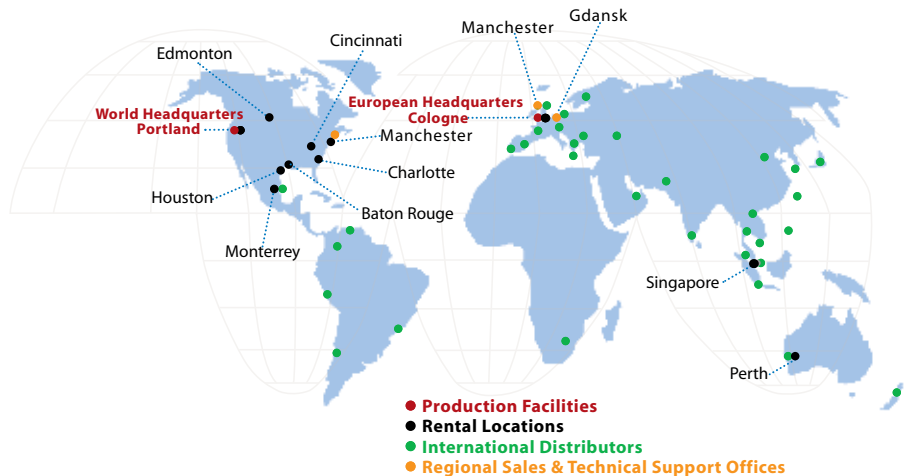 Gdansk
Manchester
Cincinnati
Edmonton
World Headquarters
Portland
European Headquarters
Cologne
Manchester
Charlotte
Houston
Baton Rouge
Monterrey
Singapore
Perth
Production Facilities
Rental Locations
International Distributors
Regional Sales & Technical Support Offices